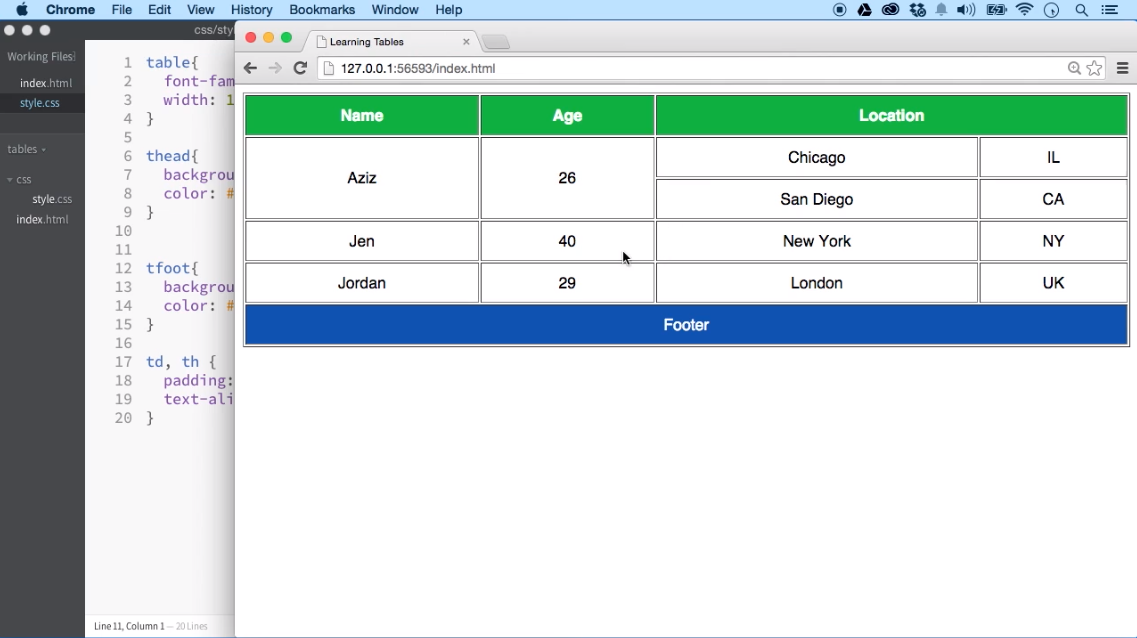 Chrome File Edit View History Bookmarks Window Help
css/sty
Working Files
index.html
style.css
tables
css
style.css
index.html
1 table{
2 font-fam
3 width: 1
4 }
5
6 thead{
7 backgrou
8 color: #
9 }
10
11
12 tfoot{
13 backgrou
14 color: #
15 }
16
17 td, th {
18 padding:
19 text-ali
20 }
Line 11, Column 1 — 20 Lines
Learning Tables
127.0.0.1:56593/index.html
Name Age Location
Aziz 26 Chicago IL
San Diego CA
Jen 40 New York NY
Jordan 29 London UK
Footer